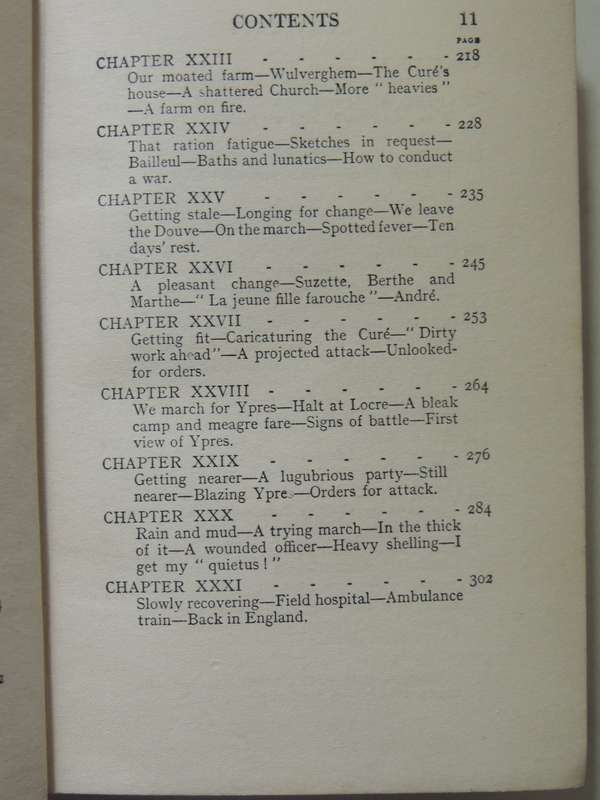 CONTENTS 11
PAGE
CHAPTER XXIII - - - - - - 218
Our moated farm—Wulverghem—The Curé's
house—A shattered Church—More " heavies "
—A farm on fire.
CHAPTER XXIV - - - - - - 228
That ration fatigue—Sketches in request—
Bailleul—Baths and lunatics—How to conduct
a war.
CHAPTER XXV - - - - - - 235
Getting stale—Longing for change—We leave
the Douve—On the march—Spotted fever—Ten
days' rest.
CHAPTER XXVI - - - - - - 245
A pleasant change—Suzette, Berthe and
Marthe—" La jeune fille farouche "—André.
CHAPTER XXVII - - - - - - 253
Getting fit—Caricaturing the Curé—" Dirty
work ahead"—A projected attack—Unlooked-
for orders.
CHAPTER XXVIII - - - - - - 264
We march for Ypres—Halt at Locre—A bleak
camp and meagre fare—Signs of battle—First
view of Ypres.
CHAPTER XXIX - - - - - - 276
Getting nearer—A lugubrious party—Still
nearer—Blazing Ypres—Orders for attack.
CHAPTER XXX - - - - - - 284
Rain and mud—A trying march—In the thick
of it—A wounded officer—Heavy shelling—I
get my " quietus ! "
CHAPTER XXXI - - - - - - 302
Slowly recovering—Field hospital—Ambulance
train—Back in England.